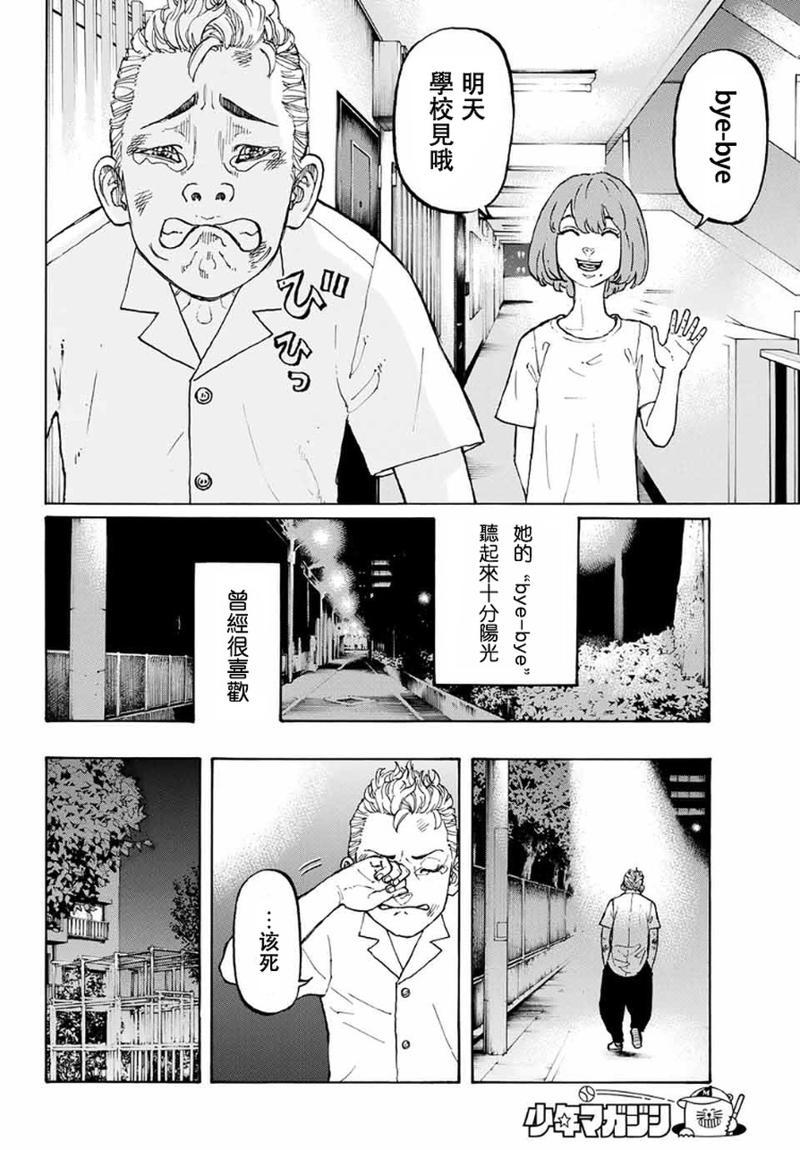 bye-bye
明天
學校見哦
びひっ
她的“bye-bye”
聽起來十分陽光
曾經很喜歡
…该死
少年マガジン